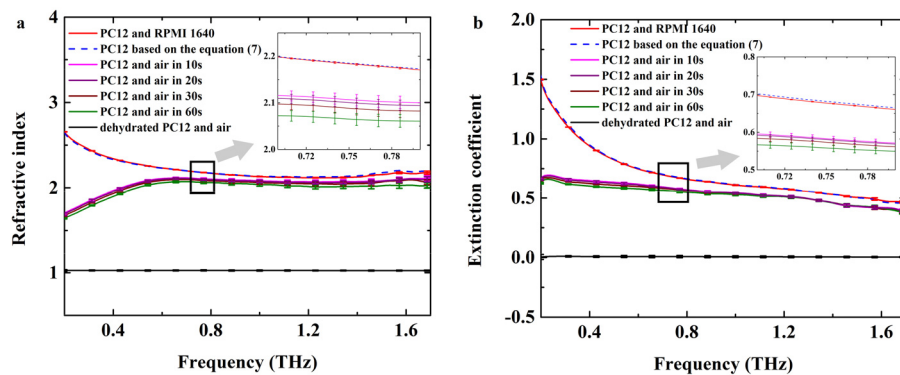 a
PC12 and RPMI 1640
PC12 based on the equation (7)
PC12 and air in 10s
PC12 and air in 20s
PC12 and air in 30s
PC12 and air in 60s
dehydrated PC12 and air
2.2
2.1
2.0
0.72
0.75
0.78
4
3
2
1
Refractive index
0.4
0.8
1.2
1.6
Frequency (THz)
b
PC12 and RPMI 1640
PC12 based on the equation (7)
PC12 and air in 10s
PC12 and air in 20s
PC12 and air in 30s
PC12 and air in 60s
dehydrated PC12 and air
0.8
0.7
0.6
0.5
0.72
0.75
0.78
2.0
1.5
1.0
0.5
0.0
-0.5
Extinction coefficient
0.4
0.8
1.2
1.6
Frequency (THz)